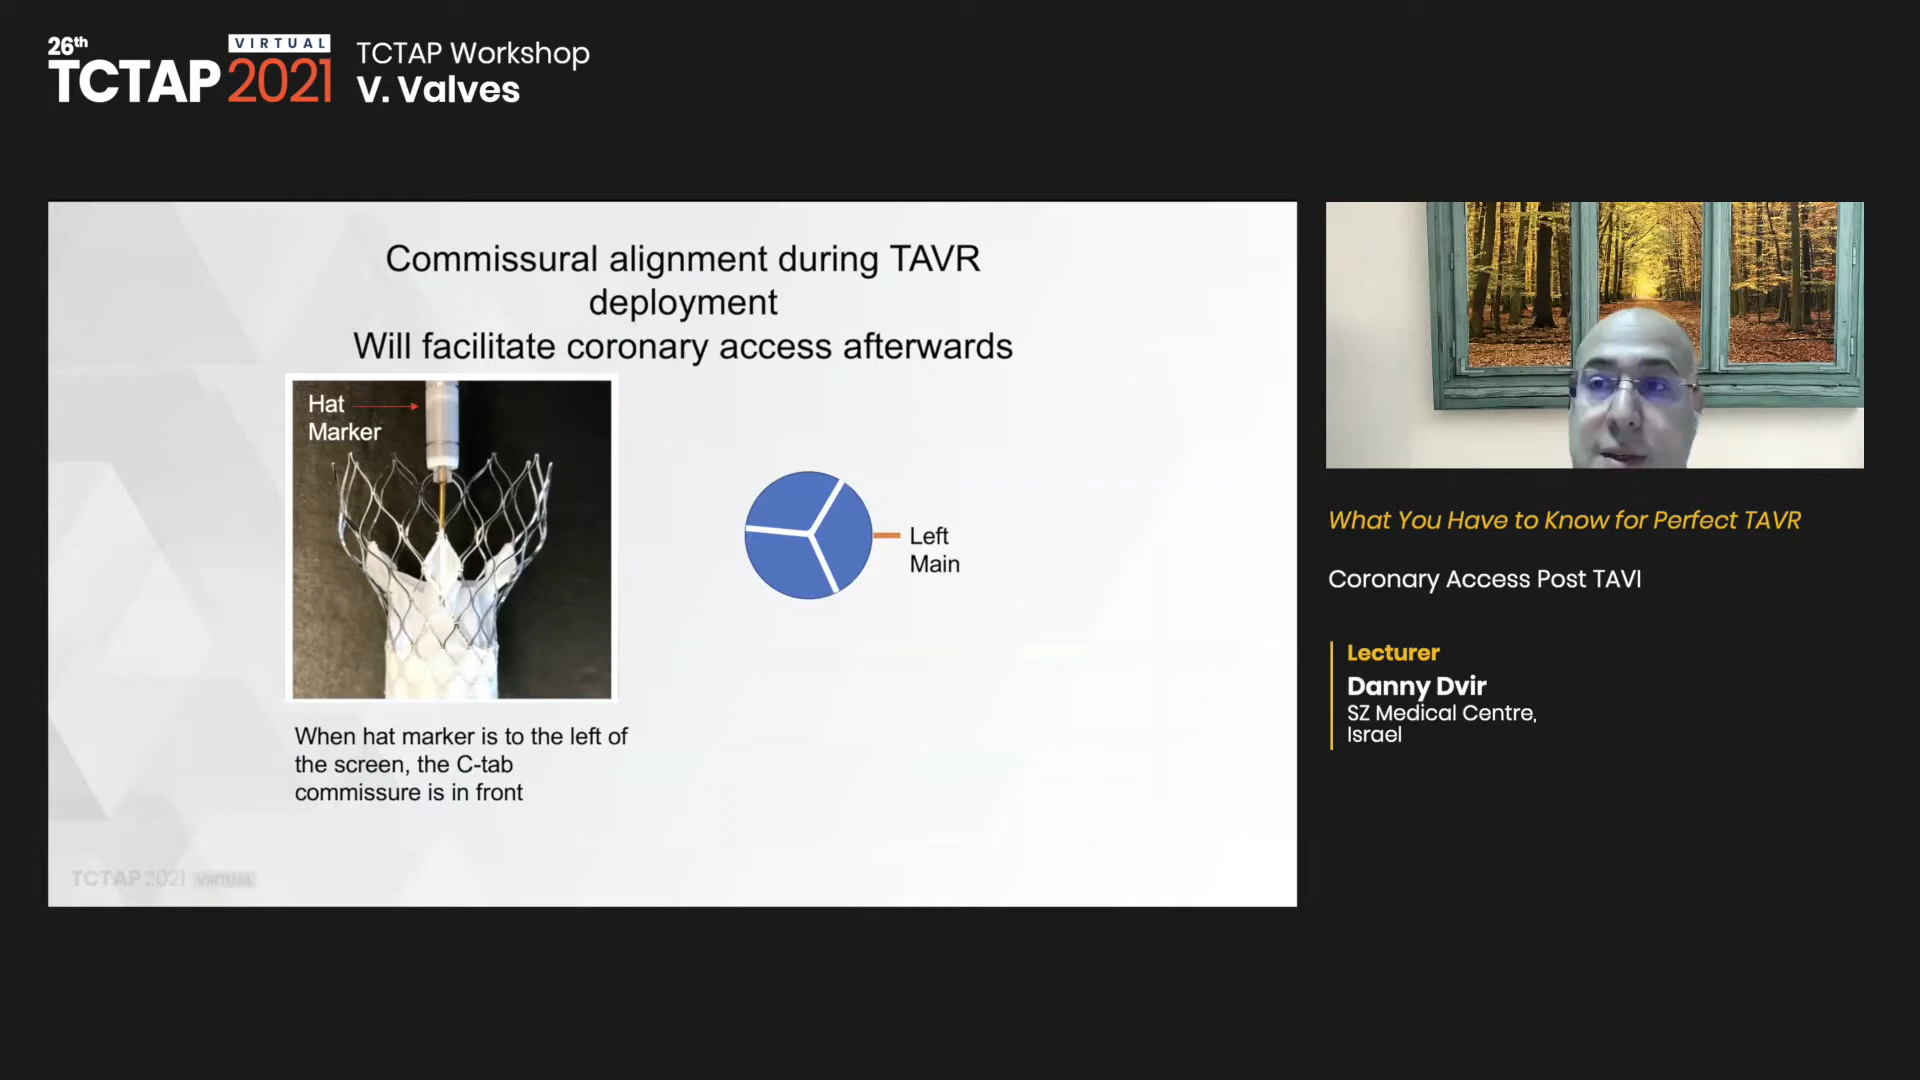 26th
VIRTUAL
TCTAP 2021
TCTAP Workshop
V. Valves
Commissural alignment during TAVR
deployment
Will facilitate coronary access afterwards
Hat
Marker
Left
Main
When hat marker is to the left of
the screen, the C-tab
commissure is in front
TCTAP 2021 VIRTUAL
What You Have to Know for Perfect TAVR
Coronary Access Post TAVI
Lecturer
Danny Dvir
SZ Medical Centre,
Israel